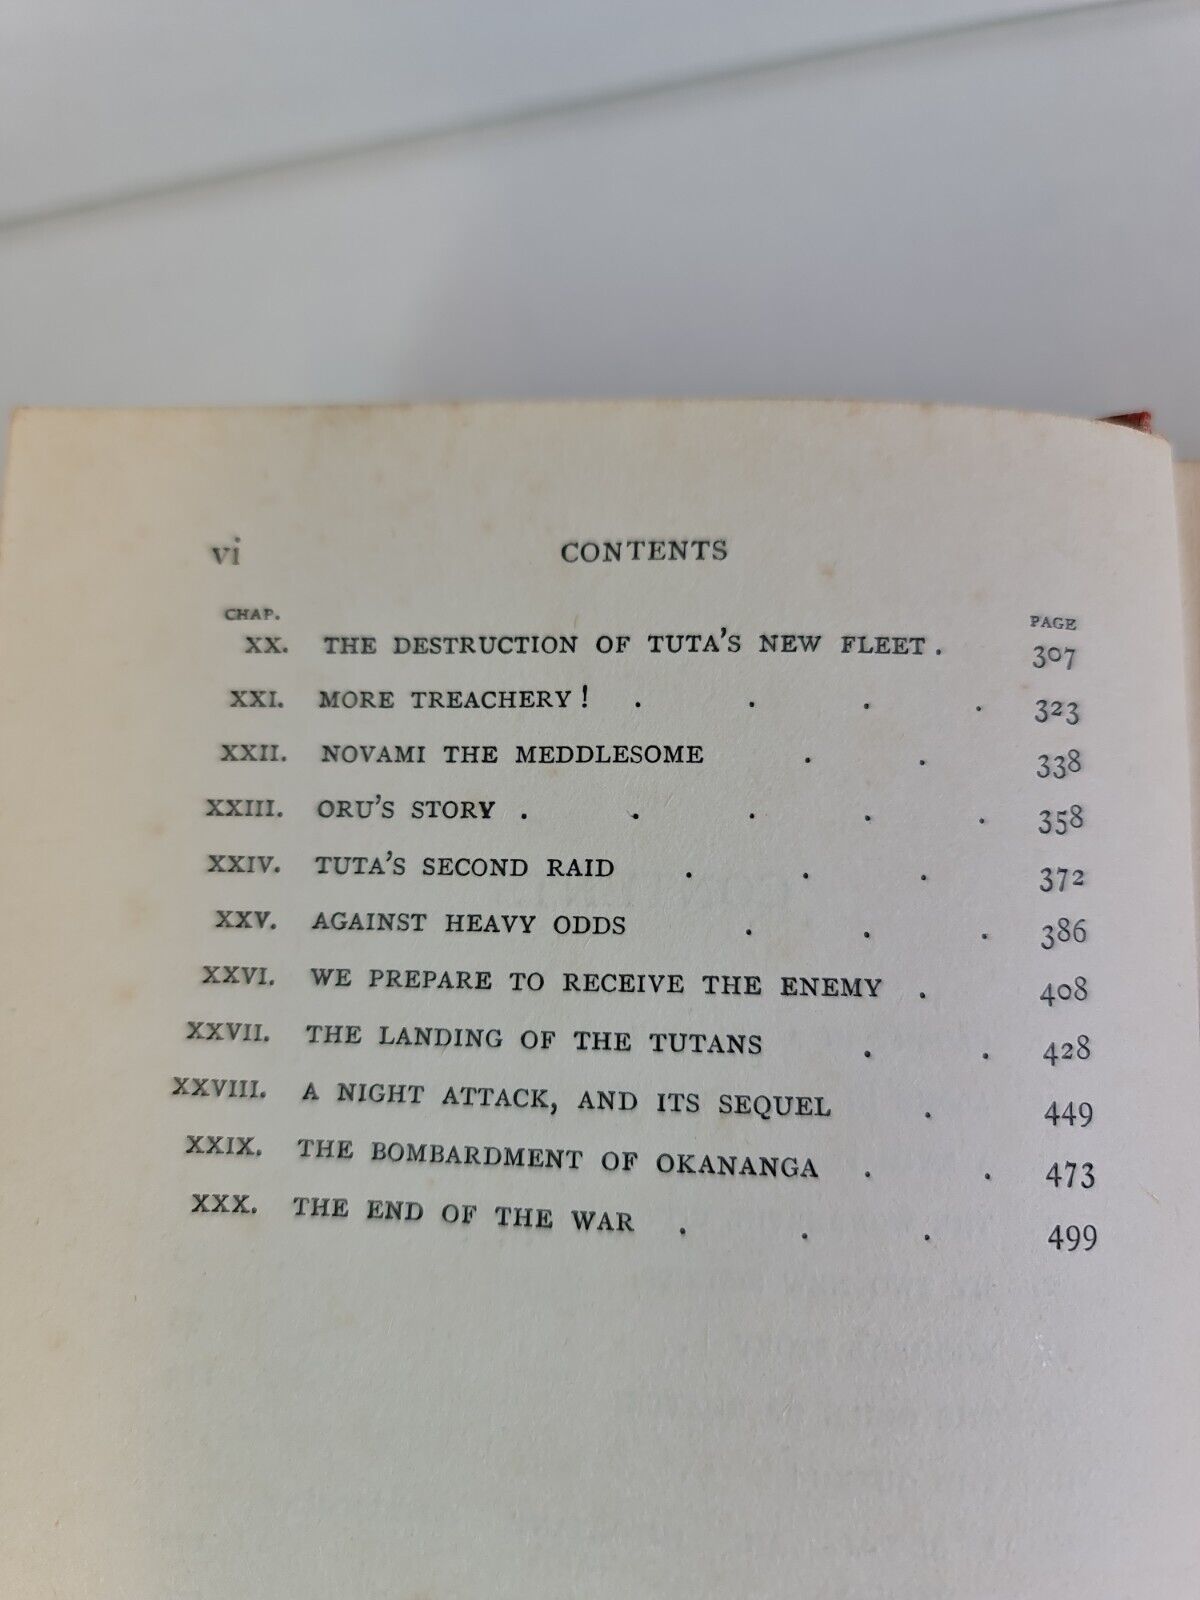 vi CONTENTS
CHAP. PAGE
XX. THE DESTRUCTION OF TUTA'S NEW FLEET . 307
XXI. MORE TREACHERY! . . . . 323
XXII. NOVAMI THE MEDDLESOME . . 338
XXIII. ORU'S STORY . . . . . 358
XXIV. TUTA'S SECOND RAID . . . 372
XXV. AGAINST HEAVY ODDS . . . 386
XXVI. WE PREPARE TO RECEIVE THE ENEMY . 408
XXVII. THE LANDING OF THE TUTANS . . 428
XXVIII. A NIGHT ATTACK, AND ITS SEQUEL . 449
XXIX. THE BOMBARDMENT OF OKANANGA . . 473
XXX. THE END OF THE WAR . . . 499